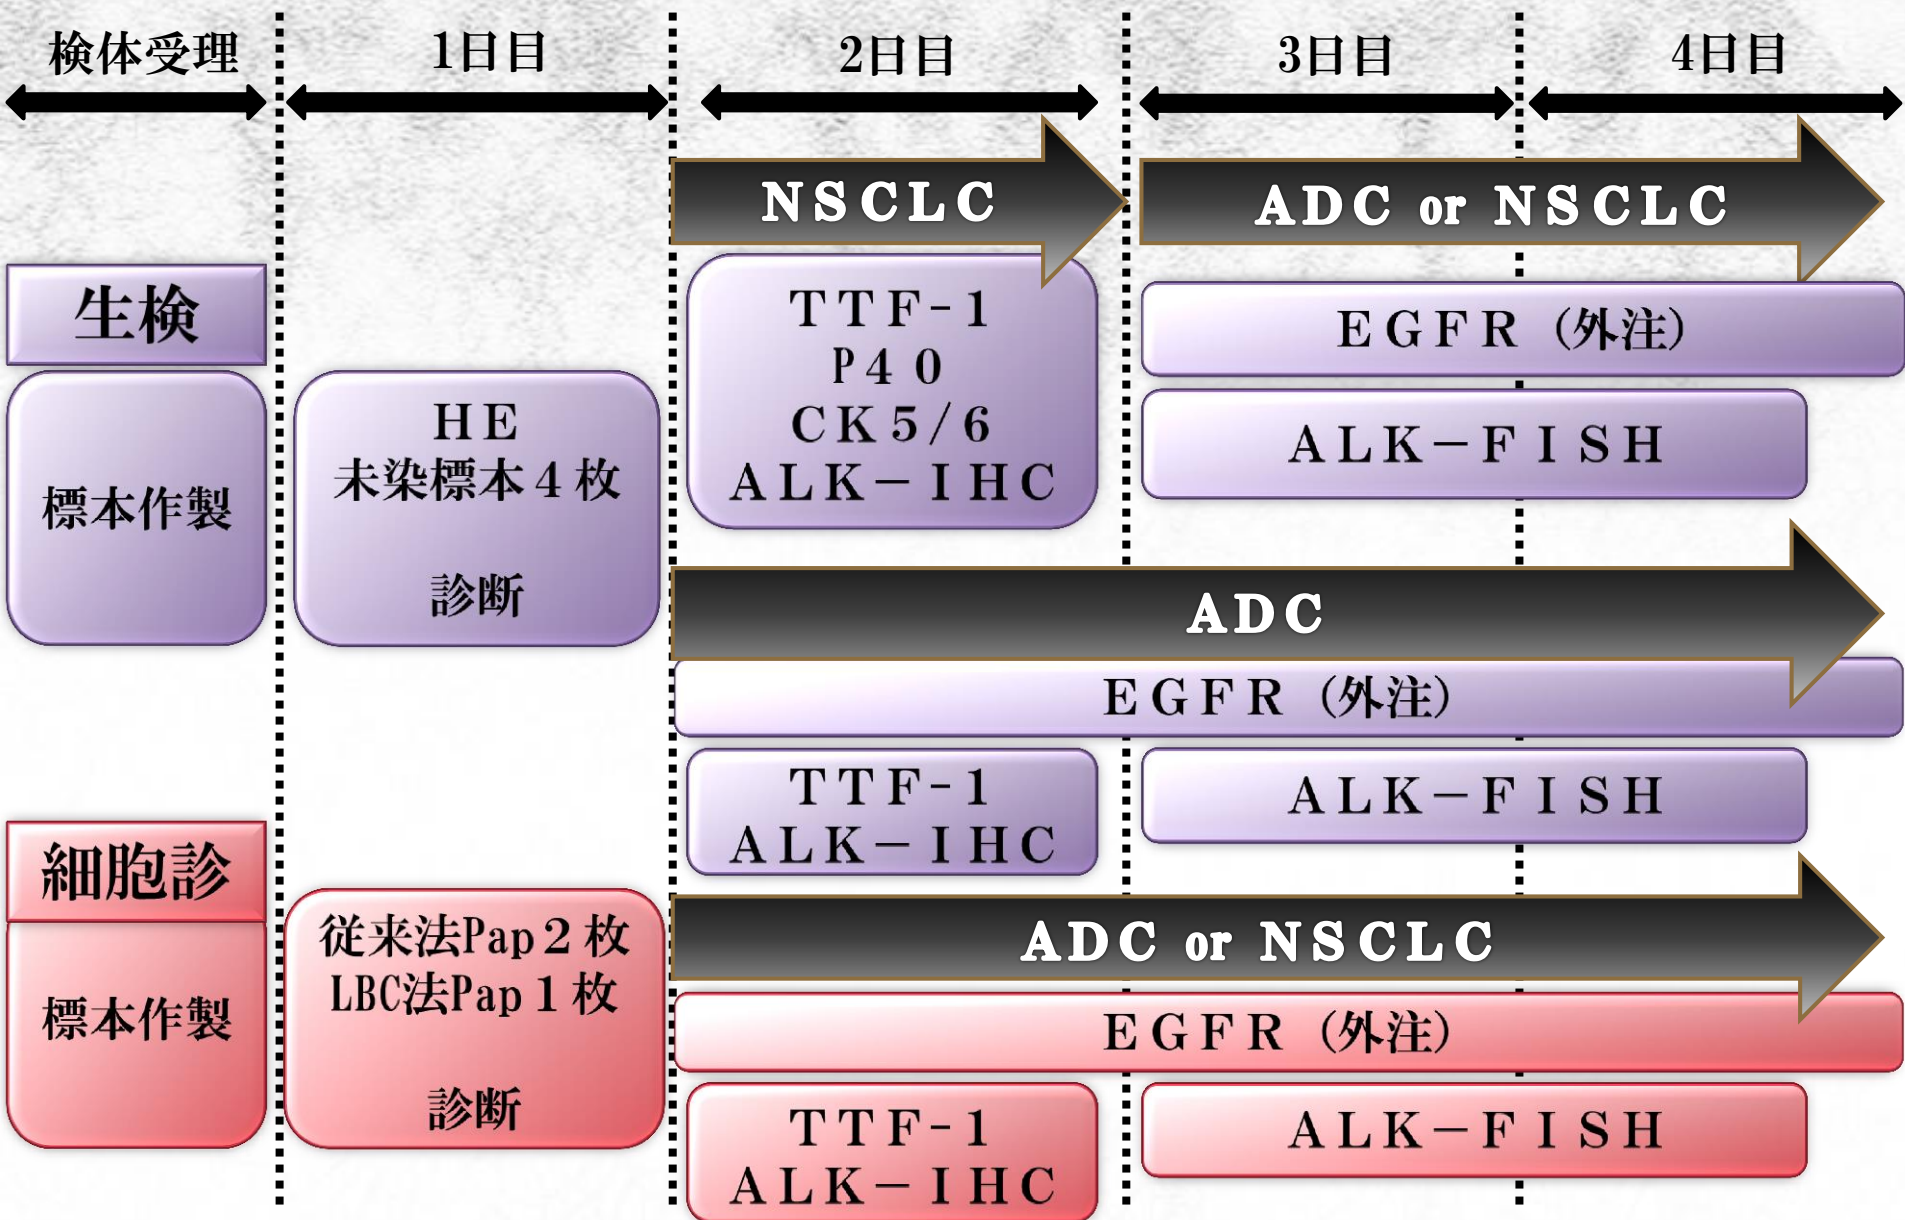 検体受理
1日目
2日目
3日目
4日目
NSCLC
ADC or NSCLC
生検
標本作製
HE
未染標本4枚
診断
TTF-1
P40
CK5/6
ALK-IHC
EGFR（外注）
ALK-FISH
ADC
EGFR（外注）
TTF-1
ALK-IHC
ALK-FISH
細胞診
標本作製
従来法Pap2枚
LBC法Pap1枚
診断
ADC or NSCLC
EGFR（外注）
TTF-1
ALK-IHC
ALK-FISH